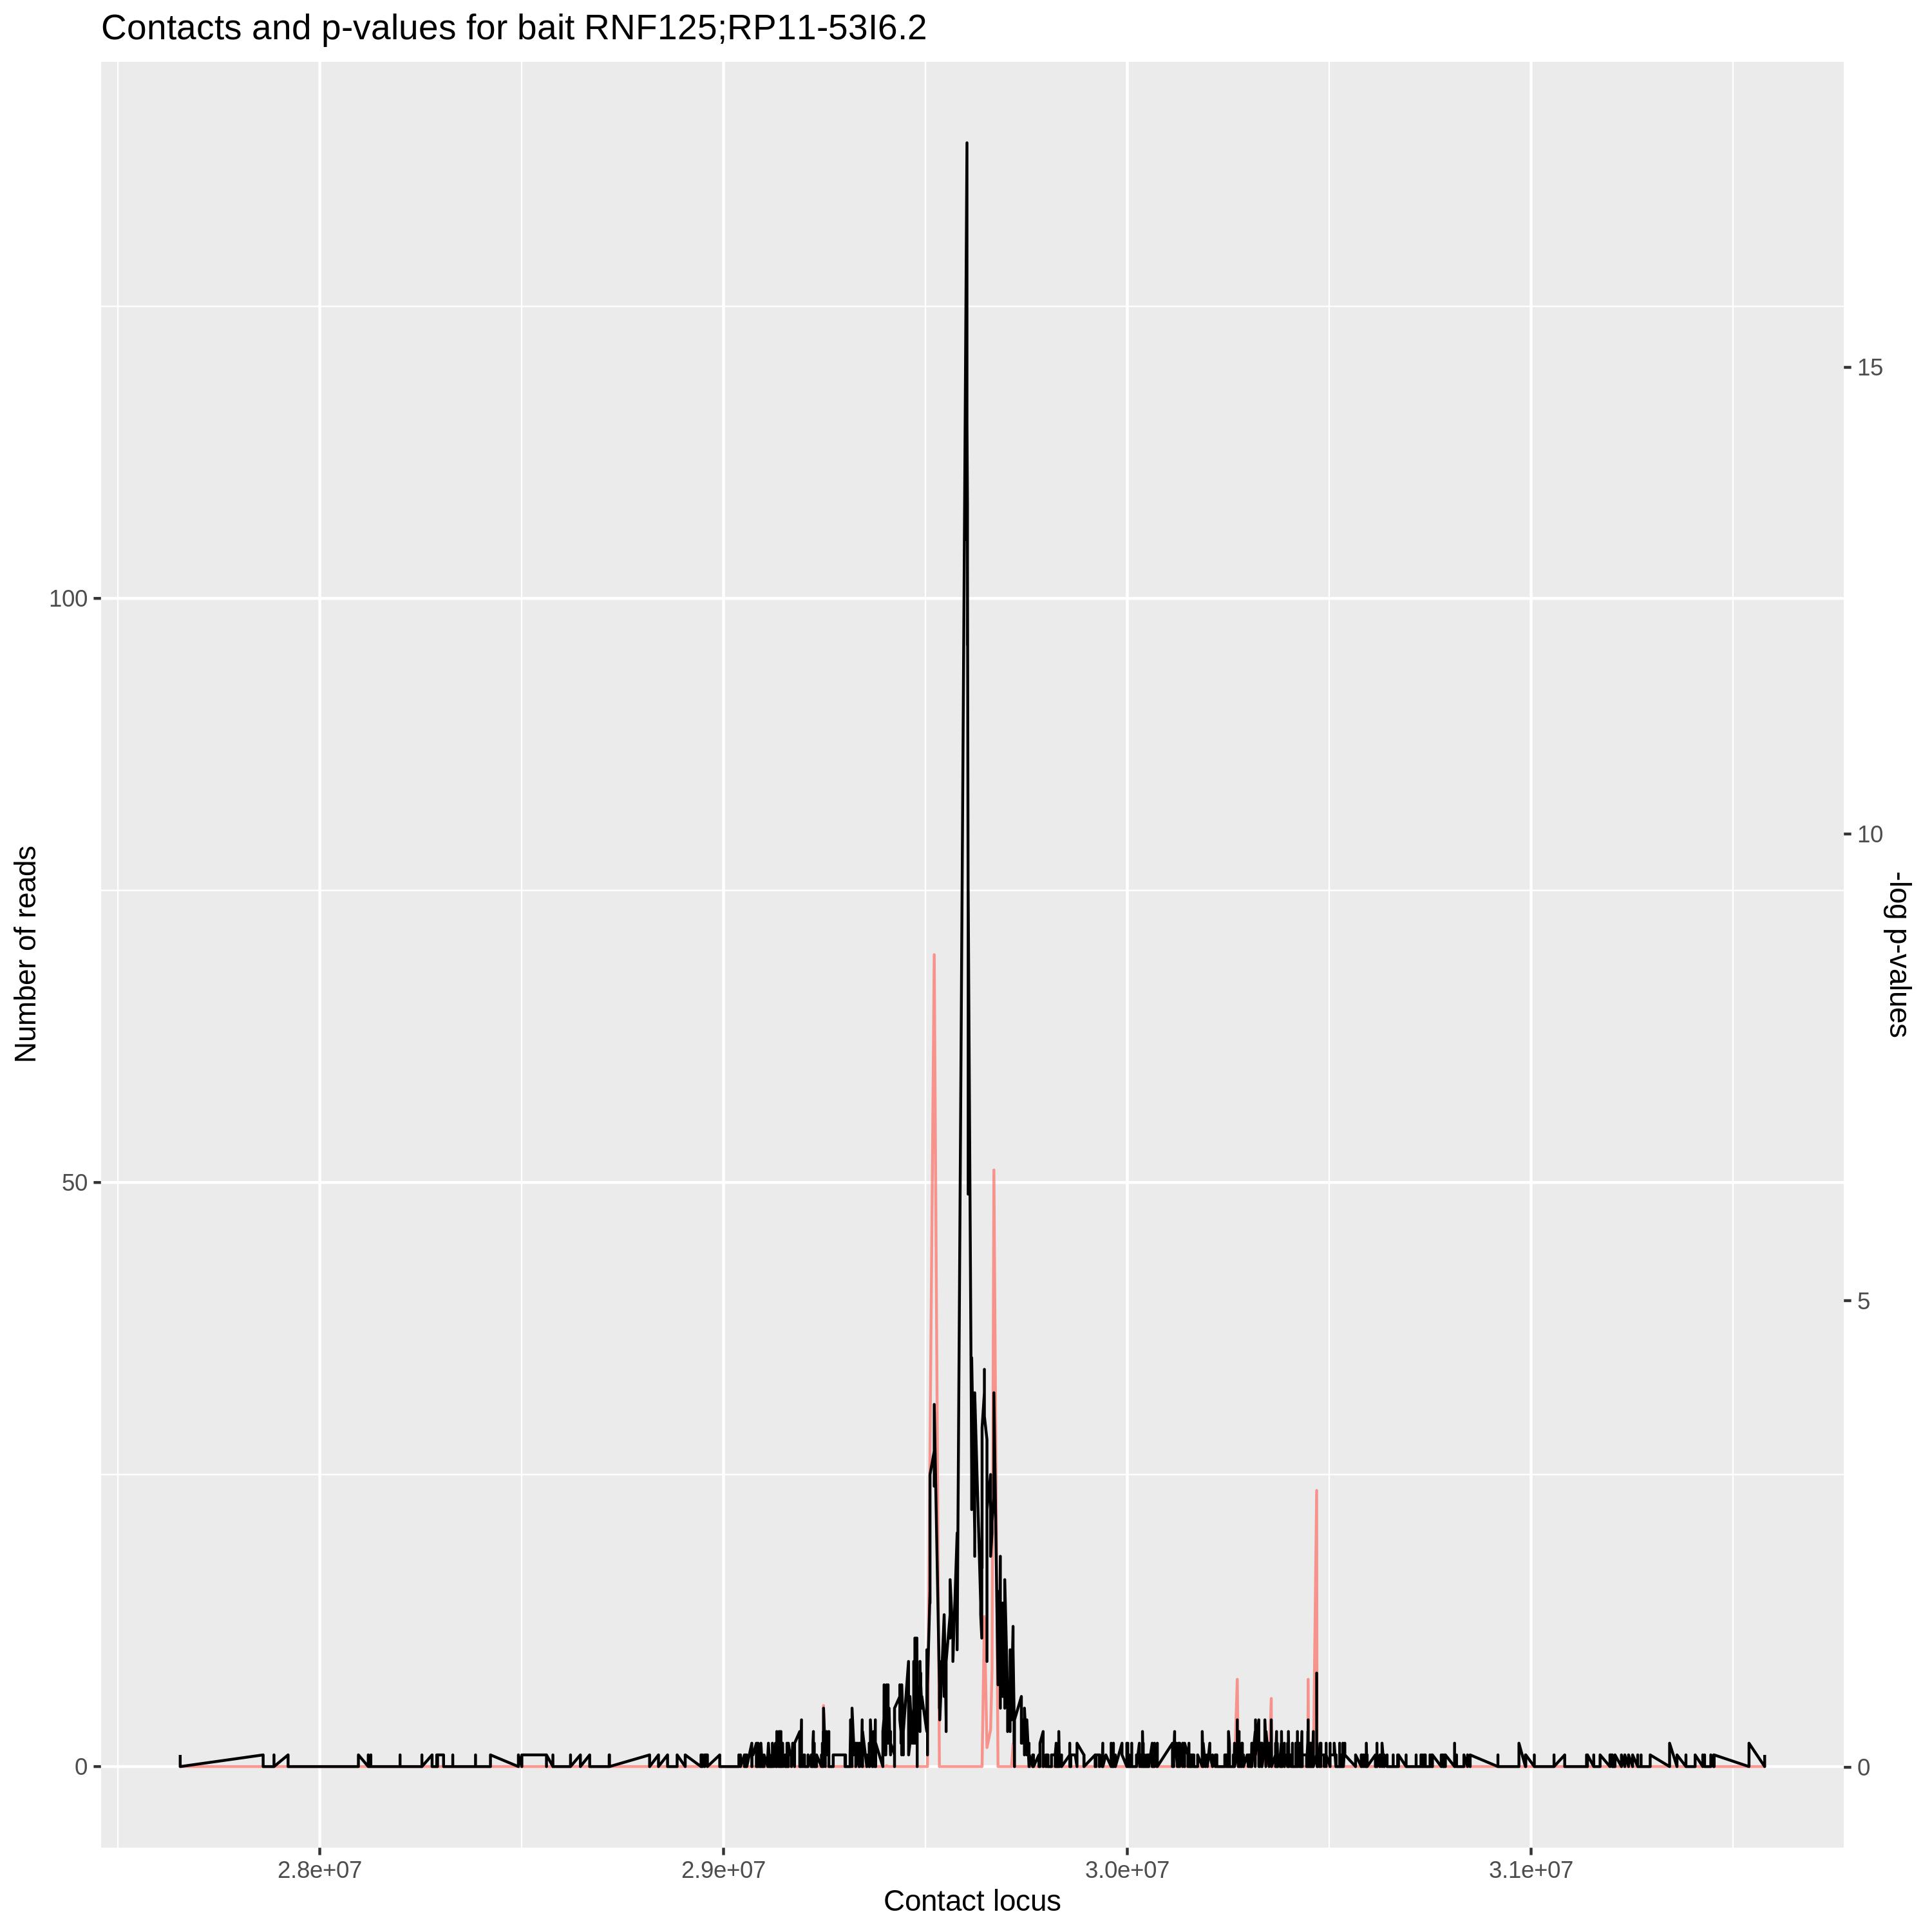 Contacts and p-values for bait RNF125;RP11-53I6.2
Number of reads
100
50
0
15
10
5
0
-log p-values
2.8e+07
2.9e+07
3.0e+07
3.1e+07
Contact locus